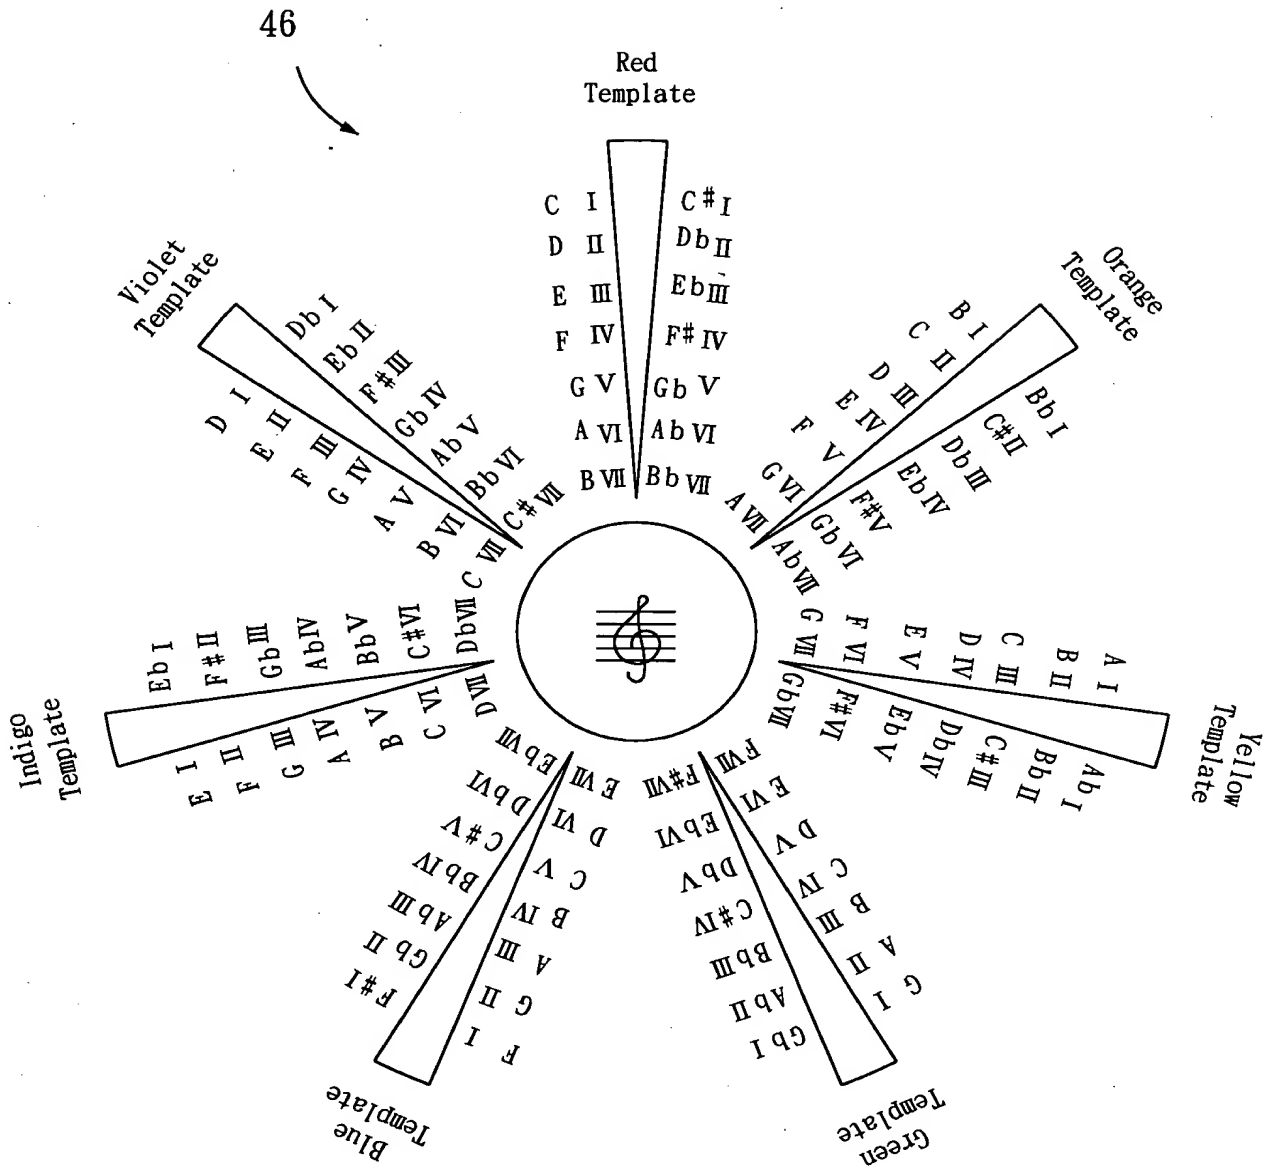 46
Red
Template
C I
D II
E III
F IV
G V
A VI
B VII
C# I
Db II
Eb III
F# IV
Gb V
Ab VI
Bb VII
Orange
Template
B I
C II
D III
E IV
F V
G VI
A VII
Bb I
C# II
Db III
Eb IV
F# V
Gb VI
Ab VII
Yellow
Template
A I
B II
C III
D IV
E V
F VI
G VII
Ab I
Bb II
C# III
Db IV
Eb V
F# VI
Gb VII
Green
Template
G I
A II
B III
C IV
D V
E VI
F VII
Gb I
Ab II
Bb III
C# IV
Db V
Eb VI
F# VII
Blue
Template
F I
G II
A III
B IV
C V
D VI
E VII
F# I
Gb II
Ab III
Bb IV
C# V
Db VI
Eb VII
Indigo
Template
E I
F II
G III
A IV
B V
C VI
D VII
Eb I
F# II
Gb III
Ab IV
Bb V
C# VI
Db VII
Violet
Template
D I
E II
F III
G IV
A V
B VI
C VII
Db I
Eb II
F# III
Gb IV
Ab V
Bb VI
C# VII